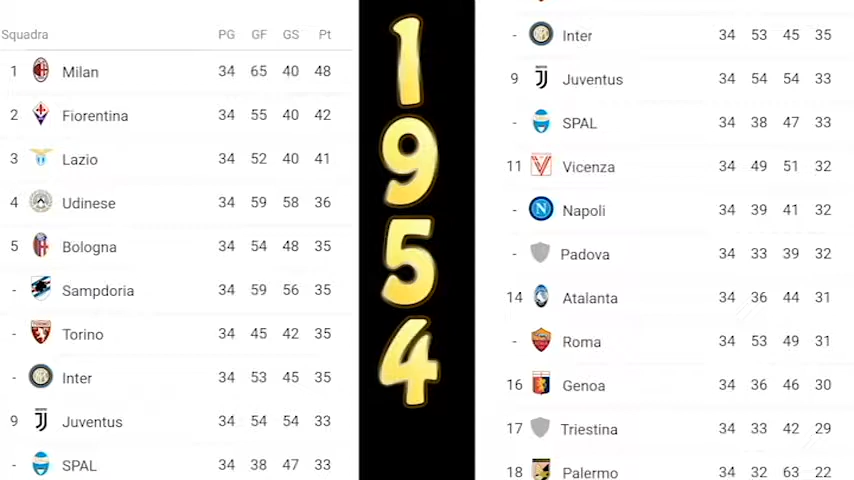 Squadra PG GF GS Pt
1 Milan 34 65 40 48
2 Fiorentina 34 55 40 42
3 Lazio 34 52 40 41
4 Udinese 34 59 58 36
5 Bologna 34 54 48 35
- Sampdoria 34 59 56 35
- Torino 34 45 42 35
- Inter 34 53 45 35
9 Juventus 34 54 54 33
- SPAL 34 38 47 33
1954
- Inter 34 53 45 35
9 Juventus 34 54 54 33
- SPAL 34 38 47 33
11 Vicenza 34 49 51 32
- Napoli 34 39 41 32
- Padova 34 33 39 32
14 Atalanta 34 36 44 31
- Roma 34 53 49 31
16 Genoa 34 36 46 30
17 Triestina 34 33 42 29
18 Palermo 34 32 63 22